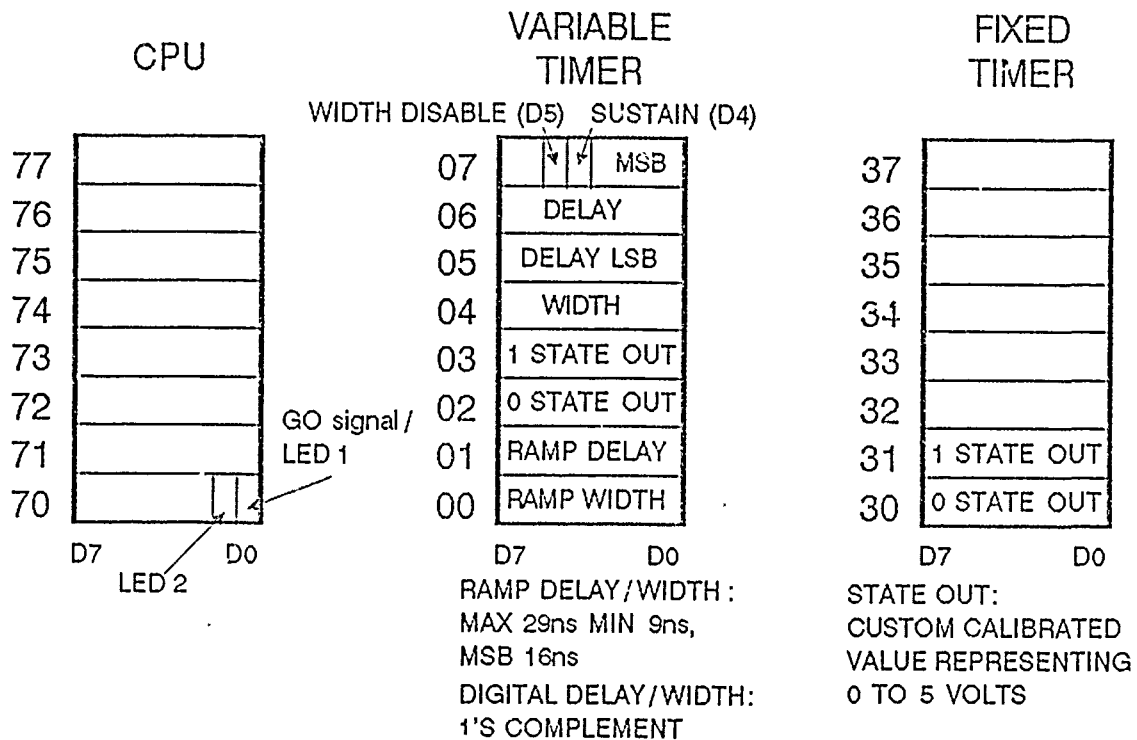 CPU
VARIABLE
TIMER
FIXED
TIMER
WIDTH DISABLE (D5) SUSTAIN (D4)
77
76
75
74
73
72
71
70
GO signal /
LED 1
D7 D0
LED 2
07 MSB
06 DELAY
05 DELAY LSB
04 WIDTH
03 1 STATE OUT
02 0 STATE OUT
01 RAMP DELAY
00 RAMP WIDTH
D7 D0
RAMP DELAY/WIDTH :
MAX 29ns MIN 9ns,
MSB 16ns
DIGITAL DELAY/WIDTH:
1'S COMPLEMENT
37
36
35
34
33
32
31 1 STATE OUT
30 0 STATE OUT
D7 D0
STATE OUT:
CUSTOM CALIBRATED
VALUE REPRESENTING
0 TO 5 VOLTS